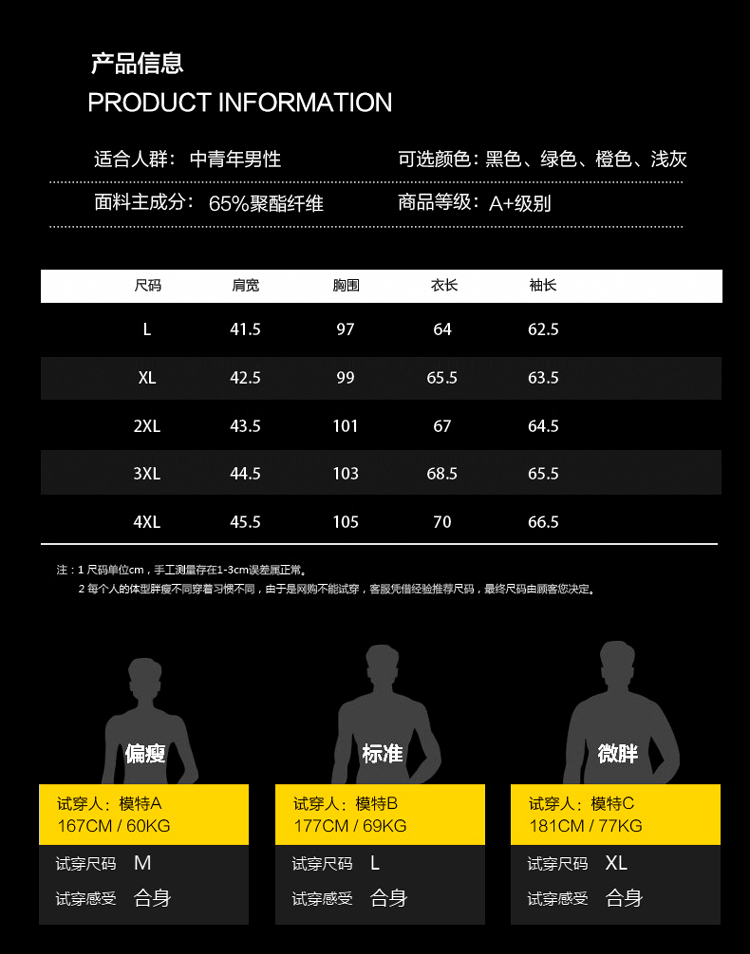 产品信息
PRODUCT INFORMATION
适合人群： 中青年男性 可选颜色：黑色、绿色、橙色、浅灰
面料主成分： 65%聚酯纤维 商品等级：A+级别
尺码 肩宽 胸围 衣长 袖长
L 41.5 97 64 62.5
XL 42.5 99 65.5 63.5
2XL 43.5 101 67 64.5
3XL 44.5 103 68.5 65.5
4XL 45.5 105 70 66.5
注：1 尺码单位cm，手工测量存在1-3cm误差属正常。
2 每个人的体型胖瘦不同穿着习惯不同，由于是网购不能试穿，客服凭借经验推荐尺码，最终尺码由顾客您决定。
偏瘦 标准 微胖
试穿人：模特A 试穿人：模特B 试穿人：模特C
167CM / 60KG 177CM / 69KG 181CM / 77KG
试穿尺码 M 试穿尺码 L 试穿尺码 XL
试穿感受 合身 试穿感受 合身 试穿感受 合身